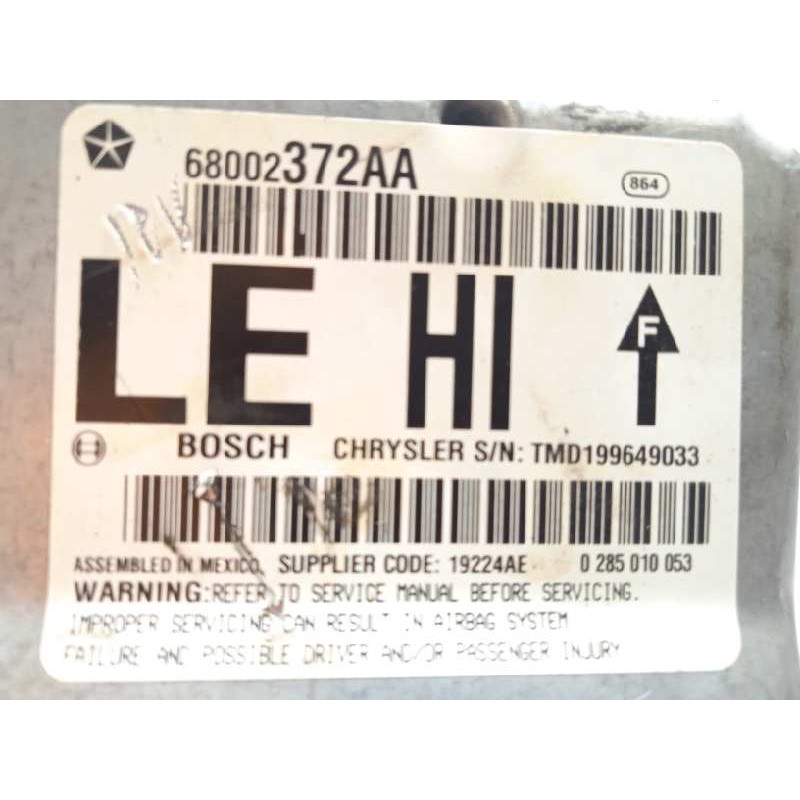 68002372AA
864
LE HI F
BOSCH CHRYSLER S/N: TMD199649033
ASSEMBLED IN MEXICO. SUPPLIER CODE: 19224AE 0 285 010 053
WARNING:REFER TO SERVICE MANUAL BEFORE SERVICING.
IMPROPER SERVICING CAN RESULT IN AIRBAG SYSTEM
FAILURE AND POSSIBLE DRIVER AND/OR PASSENGER INJURY